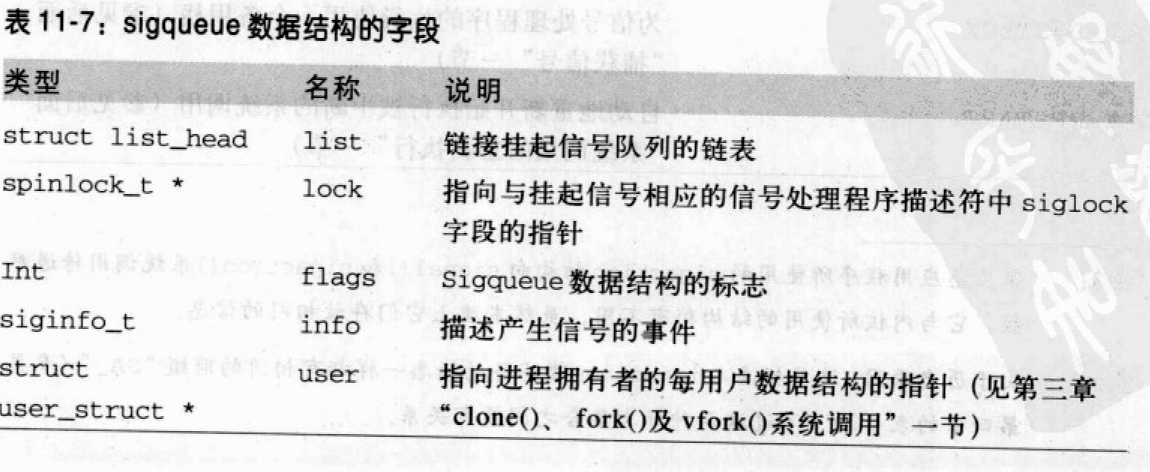 表 11-7：sigqueue 数据结构的字段
类型 名称 说明
struct list_head list 链接挂起信号队列的链表
spinlock_t * lock 指向与挂起信号相应的信号处理程序描述符中 siglock
字段的指针
Int flags Sigqueue 数据结构的标志
siginfo_t info 描述产生信号的事件
struct user 指向进程拥有者的每用户数据结构的指针（见第三章
user_struct * “clone()、fork()及 vfork()系统调用”一节）